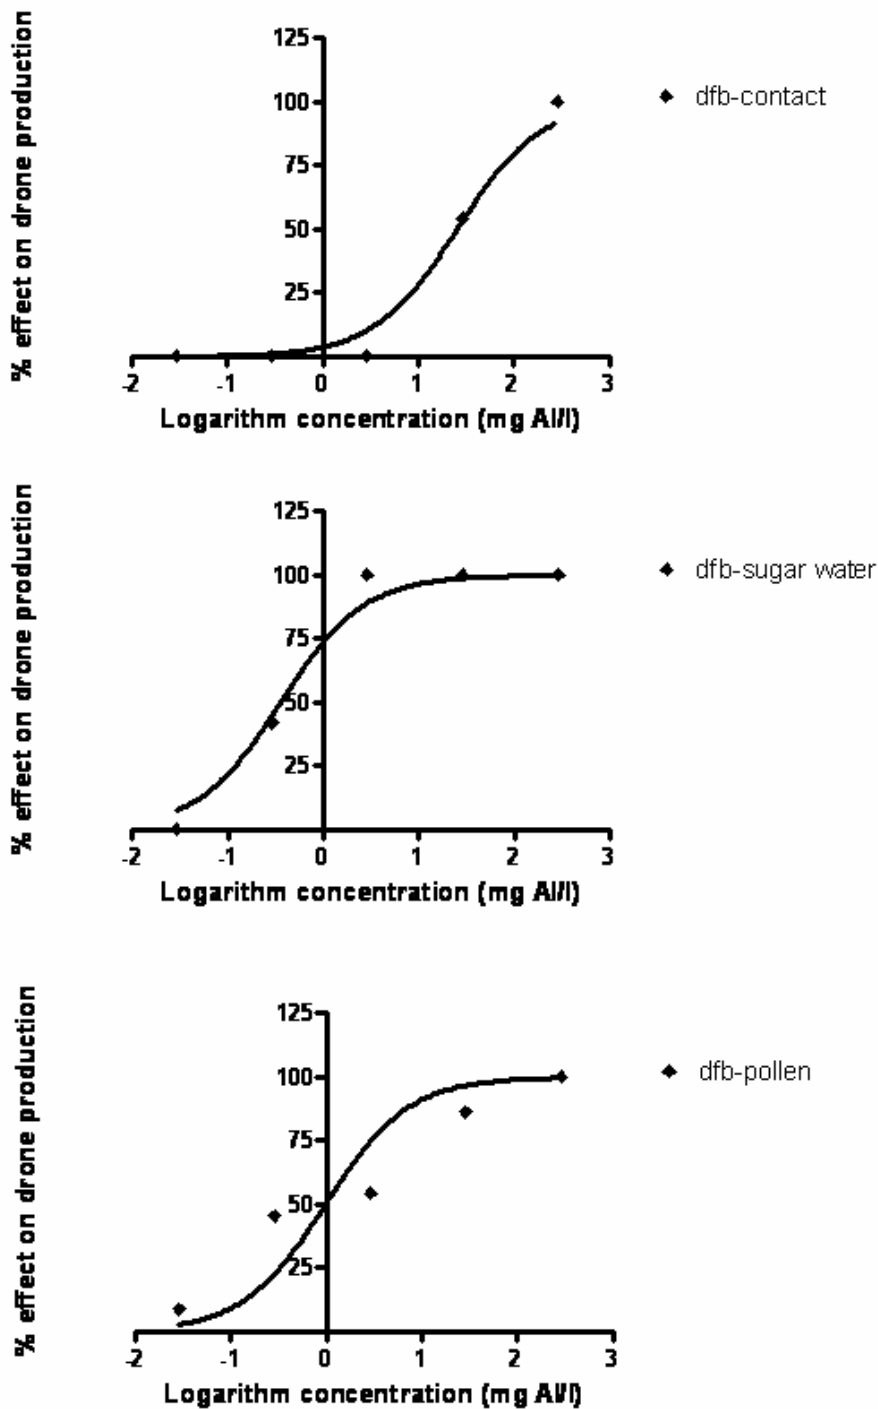 % effect on drone production
125
100
75
50
25
-2 -1 0 1 2 3
Logarithm concentration (mg AI/l)
dfb-contact
% effect on drone production
125
100
75
50
25
-2 -1 0 1 2 3
Logarithm concentration (mg AI/l)
dfb-sugar water
% effect on drone production
125
100
75
50
25
-2 -1 0 1 2 3
Logarithm concentration (mg AI/l)
dfb-pollen